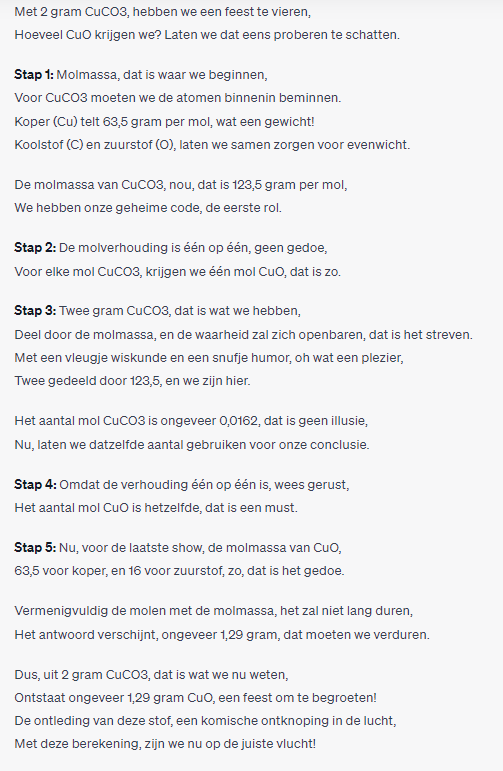 Met 2 gram CuCO3, hebben we een feest te vieren,
Hoeveel CuO krijgen we? Laten we dat eens proberen te schatten.
Stap 1: Molmassa, dat is waar we beginnen,
Voor CuCO3 moeten we de atomen binnenin beminnen.
Koper (Cu) telt 63,5 gram per mol, wat een gewicht!
Koolstof (C) en zuurstof (O), laten we samen zorgen voor evenwicht.
De molmassa van CuCO3, nou, dat is 123,5 gram per mol,
We hebben onze geheime code, de eerste rol.
Stap 2: De molverhouding is één op één, geen gedoe,
Voor elke mol CuCO3, krijgen we één mol CuO, dat is zo.
Stap 3: Twee gram CuCO3, dat is wat we hebben,
Deel door de molmassa, en de waarheid zal zich openbaren, dat is het streven.
Met een vleugje wiskunde en een snufje humor, oh wat een plezier,
Twee gedeeld door 123,5, en we zijn hier.
Het aantal mol CuCO3 is ongeveer 0,0162, dat is geen illusie,
Nu, laten we datzelfde aantal gebruiken voor onze conclusie.
Stap 4: Omdat de verhouding één op één is, wees gerust,
Het aantal mol CuO is hetzelfde, dat is een must.
Stap 5: Nu, voor de laatste show, de molmassa van CuO,
63,5 voor koper, en 16 voor zuurstof, zo, dat is het gedoe.
Vermenigvuldig de molen met de molmassa, het zal niet lang duren,
Het antwoord verschijnt, ongeveer 1,29 gram, dat moeten we verduren.
Dus, uit 2 gram CuCO3, dat is wat we nu weten,
Ontstaat ongeveer 1,29 gram CuO, een feest om te begroeten!
De ontleding van deze stof, een komische ontknoping in de lucht,
Met deze berekening, zijn we nu op de juiste vlucht!